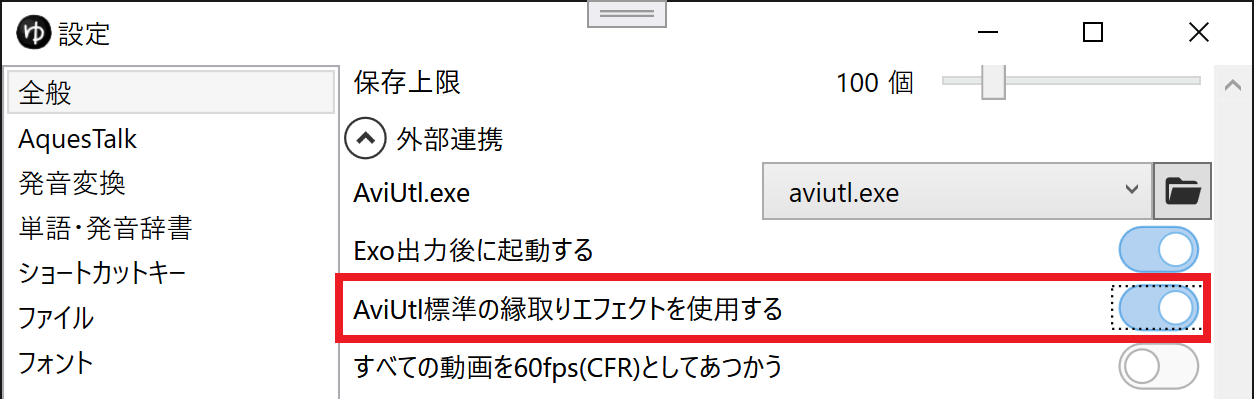 ゆ 設定
全般
AquesTalk
発音変換
単語・発音辞書
ショートカットキー
ファイル
フォント
保存上限 100 個
外部連携
AviUtl.exe aviutl.exe
Exo出力後に起動する
AviUtl標準の縁取りエフェクトを使用する
すべての動画を60fps(CFR)としてあつかう